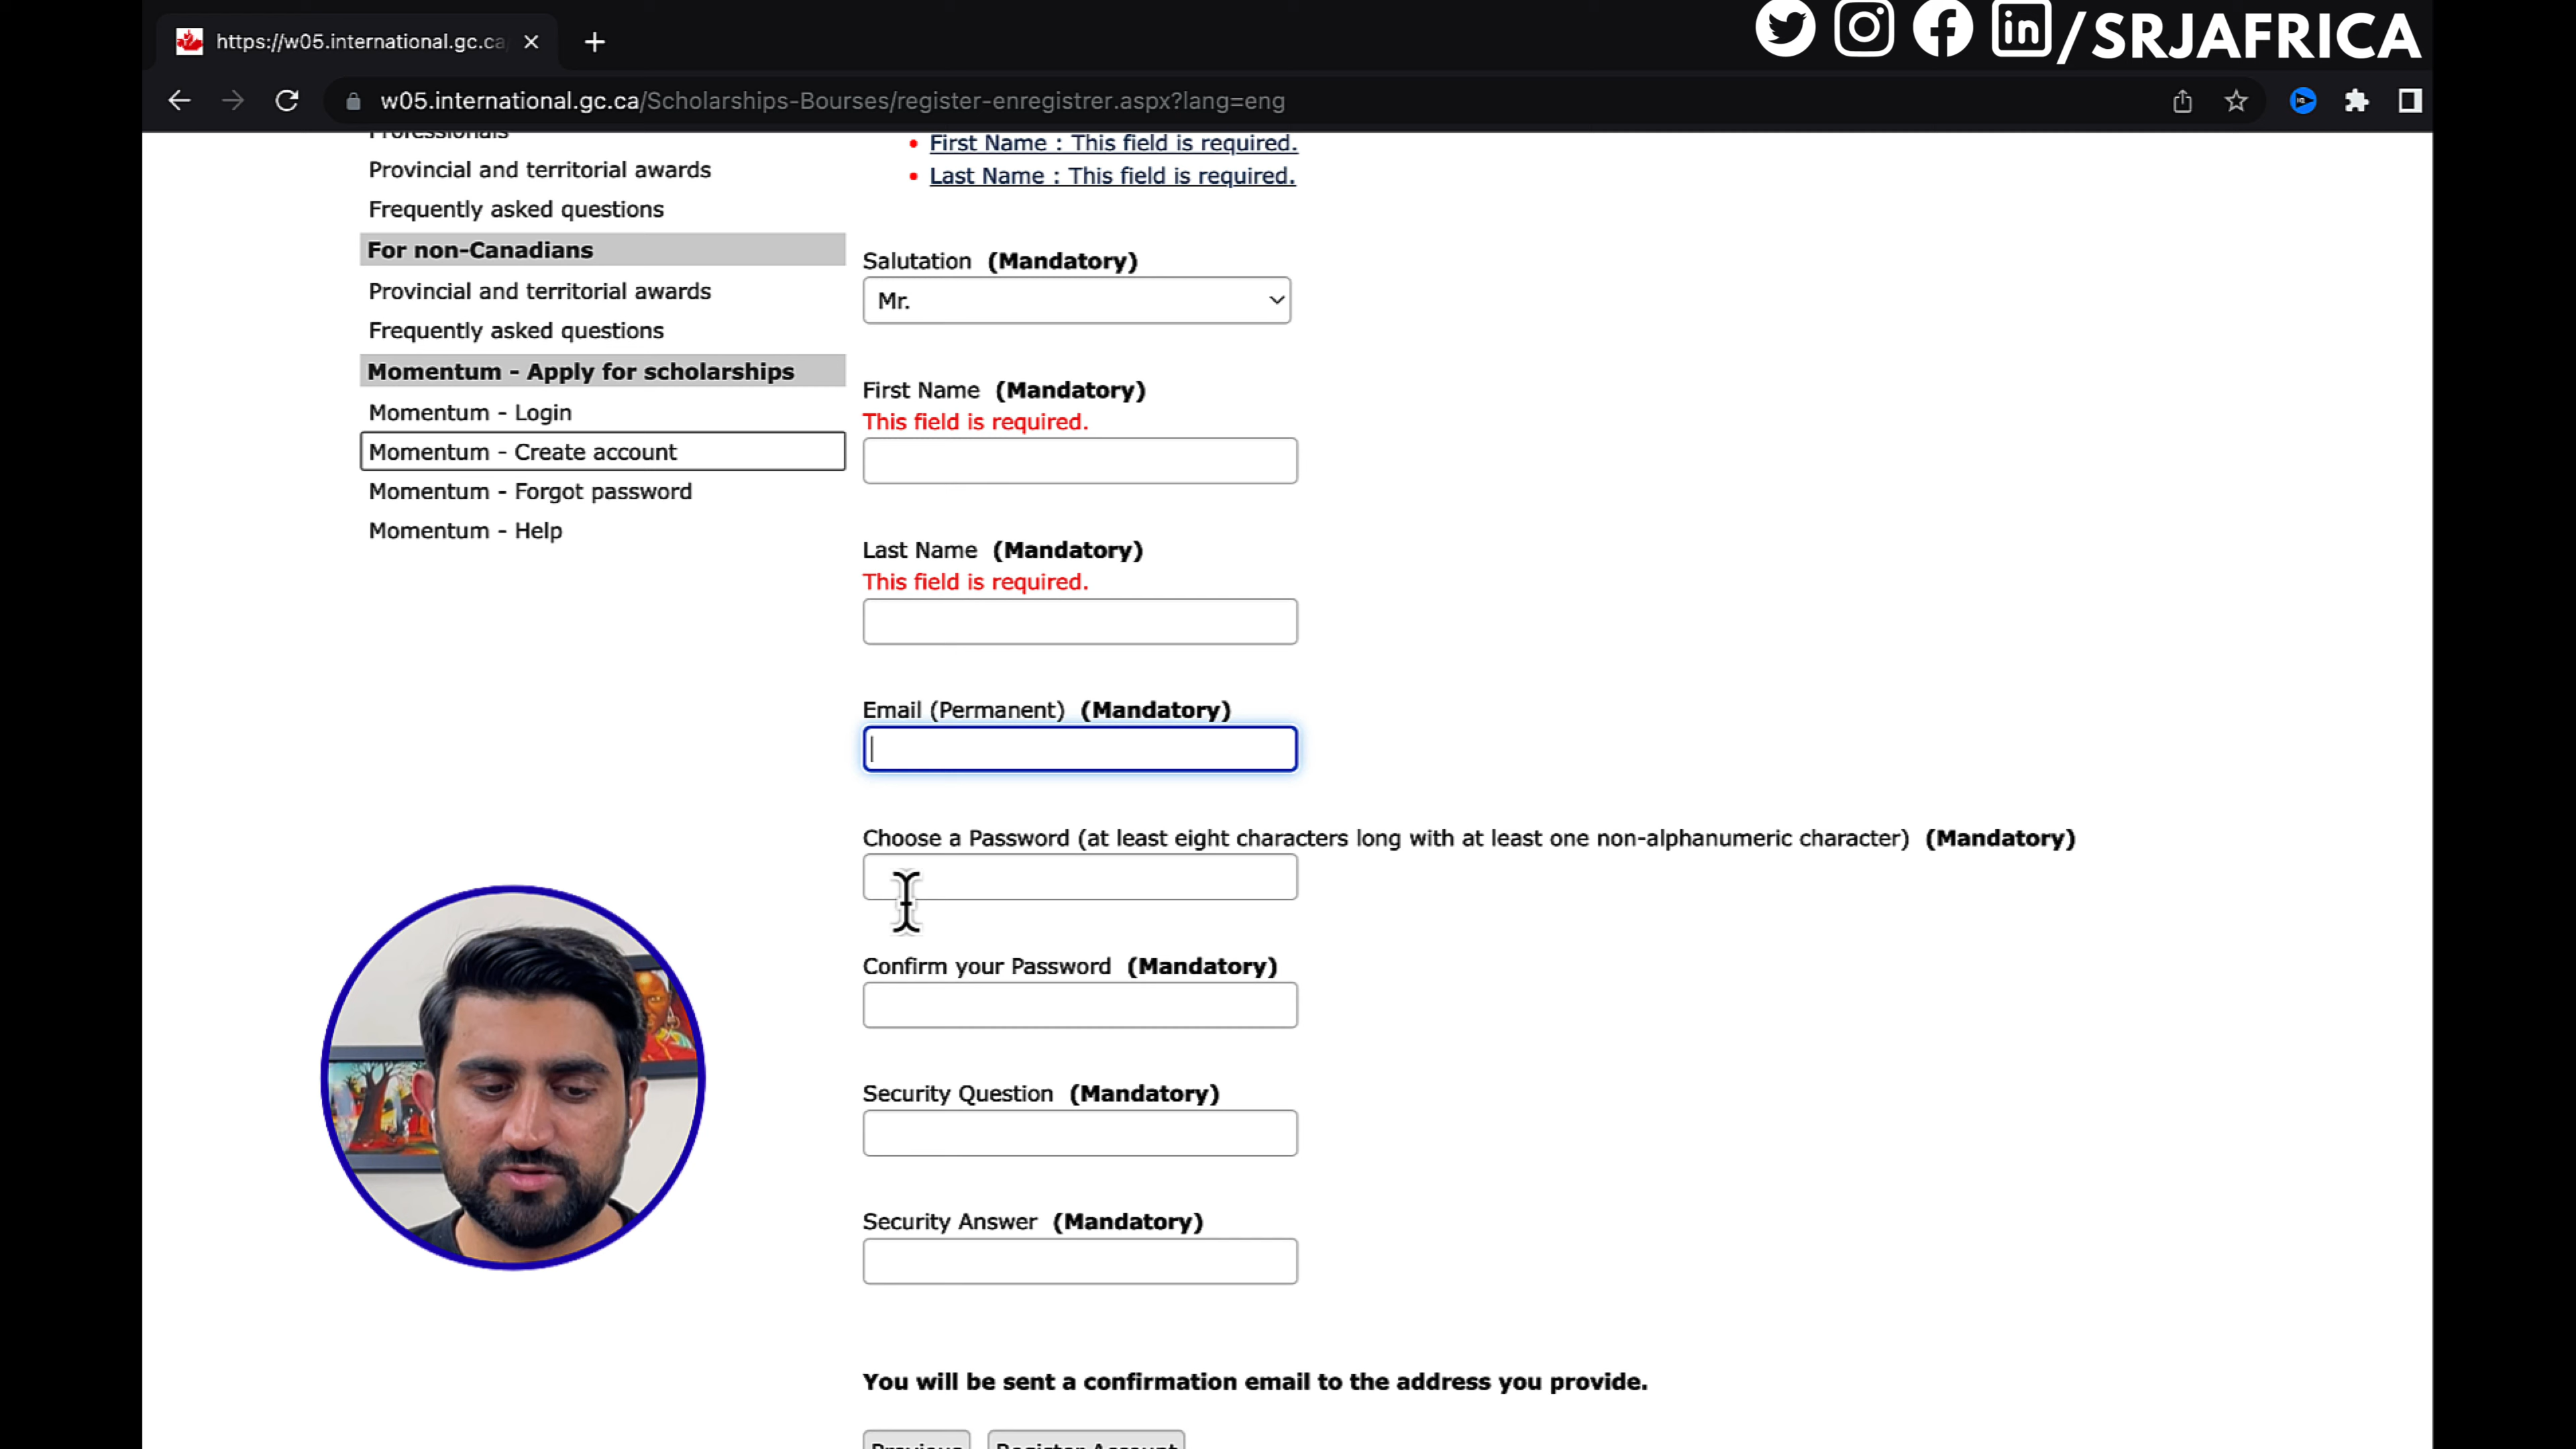 https://w05.international.gc.ca
/SRJAFRICA
w05.international.gc.ca/Scholarships-Bourses/register-enregistrer.aspx?lang=eng
Professionals
Provincial and territorial awards
Frequently asked questions
For non-Canadians
Provincial and territorial awards
Frequently asked questions
Momentum - Apply for scholarships
Momentum - Login
Momentum - Create account
Momentum - Forgot password
Momentum - Help
First Name : This field is required.
Last Name : This field is required.
Salutation (Mandatory)
Mr.
First Name (Mandatory)
This field is required.
Last Name (Mandatory)
This field is required.
Email (Permanent) (Mandatory)
Choose a Password (at least eight characters long with at least one non-alphanumeric character) (Mandatory)
Confirm your Password (Mandatory)
Security Question (Mandatory)
Security Answer (Mandatory)
You will be sent a confirmation email to the address you provide.
Previous
Register Account